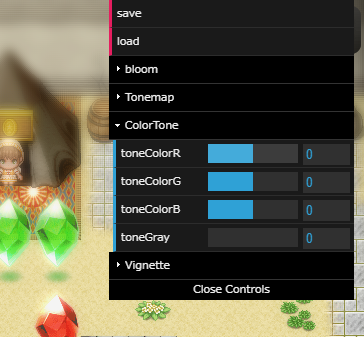 save
load
bloom
Tonemap
ColorTone
toneColorR 0
toneColorG 0
toneColorB 0
toneGray 0
Vignette
Close Controls